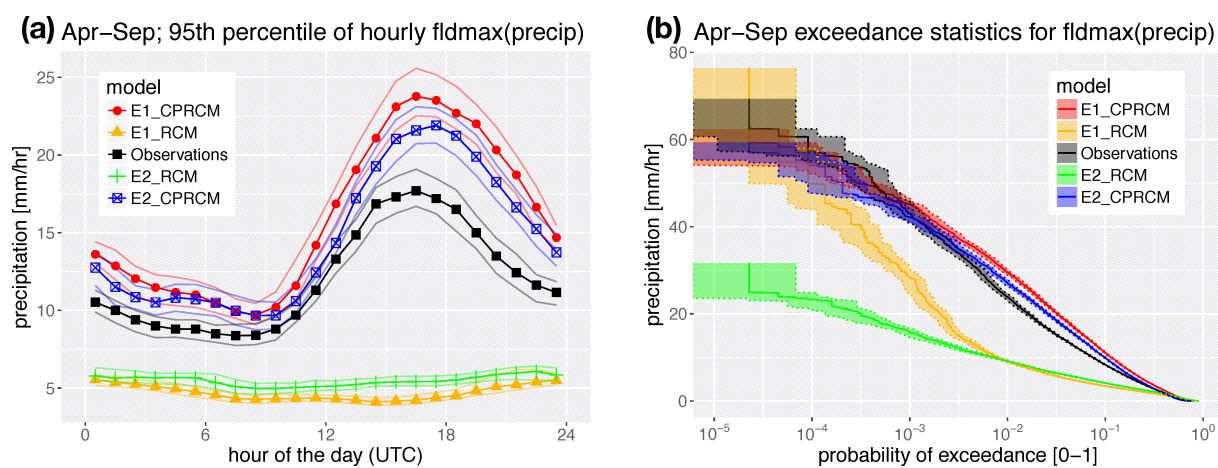 (a) Apr−Sep; 95th percentile of hourly fldmax(precip)
precipitation [mm/hr]
25
20
15
10
5
model
E1_CPRCM
E1_RCM
Observations
E2_RCM
E2_CPRCM
0 6 12 18 24
hour of the day (UTC)
(b) Apr−Sep exceedance statistics for fldmax(precip)
precipitation [mm/hr]
80
60
40
20
0
model
E1_CPRCM
E1_RCM
Observations
E2_RCM
E2_CPRCM
10⁻⁵ 10⁻⁴ 10⁻³ 10⁻² 10⁻¹ 10⁰
probability of exceedance [0−1]